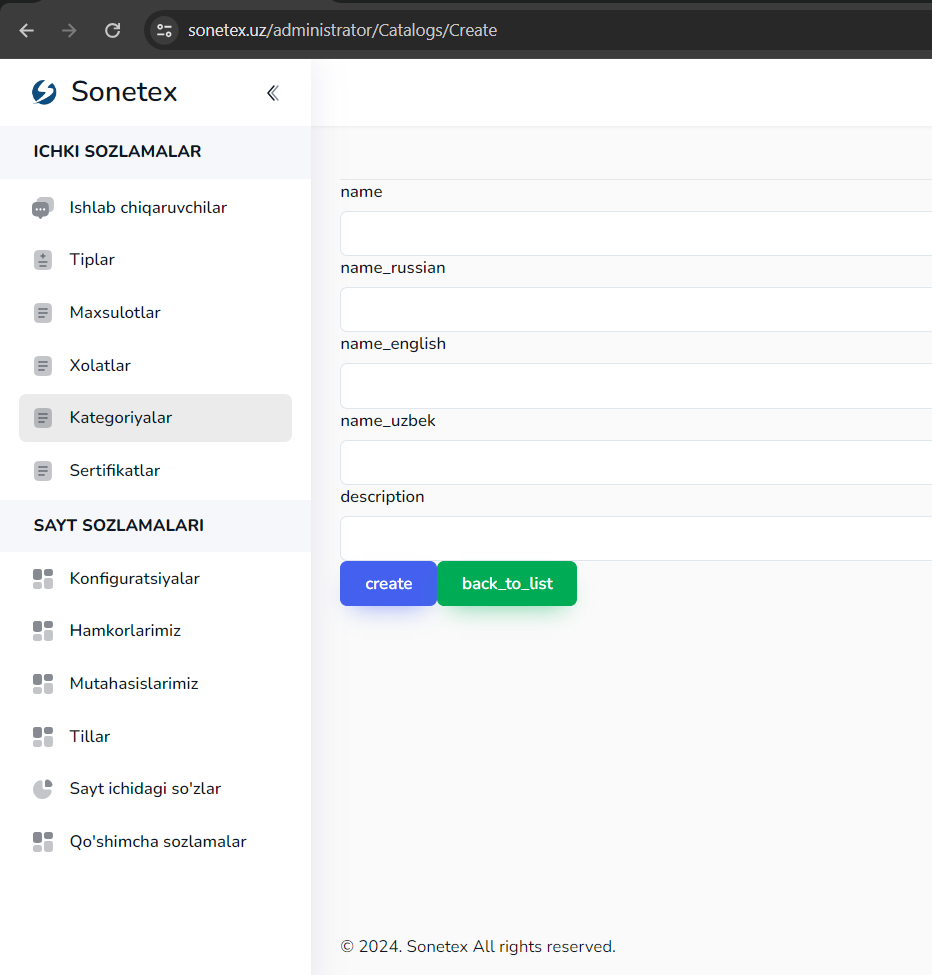 sonetex.uz/administrator/Catalogs/Create
Sonetex
ICHKI SOZLAMALAR
Ishlab chiqaruvchilar
Tiplar
Maxsulotlar
Xolatlar
Kategoriyalar
Sertifikatlar
SAYT SOZLAMALARI
Konfiguratsiyalar
Hamkorlarimiz
Mutahasislarimiz
Tillar
Sayt ichidagi so'zlar
Qo'shimcha sozlamalar
name
name_russian
name_english
name_uzbek
description
create back_to_list
© 2024. Sonetex All rights reserved.